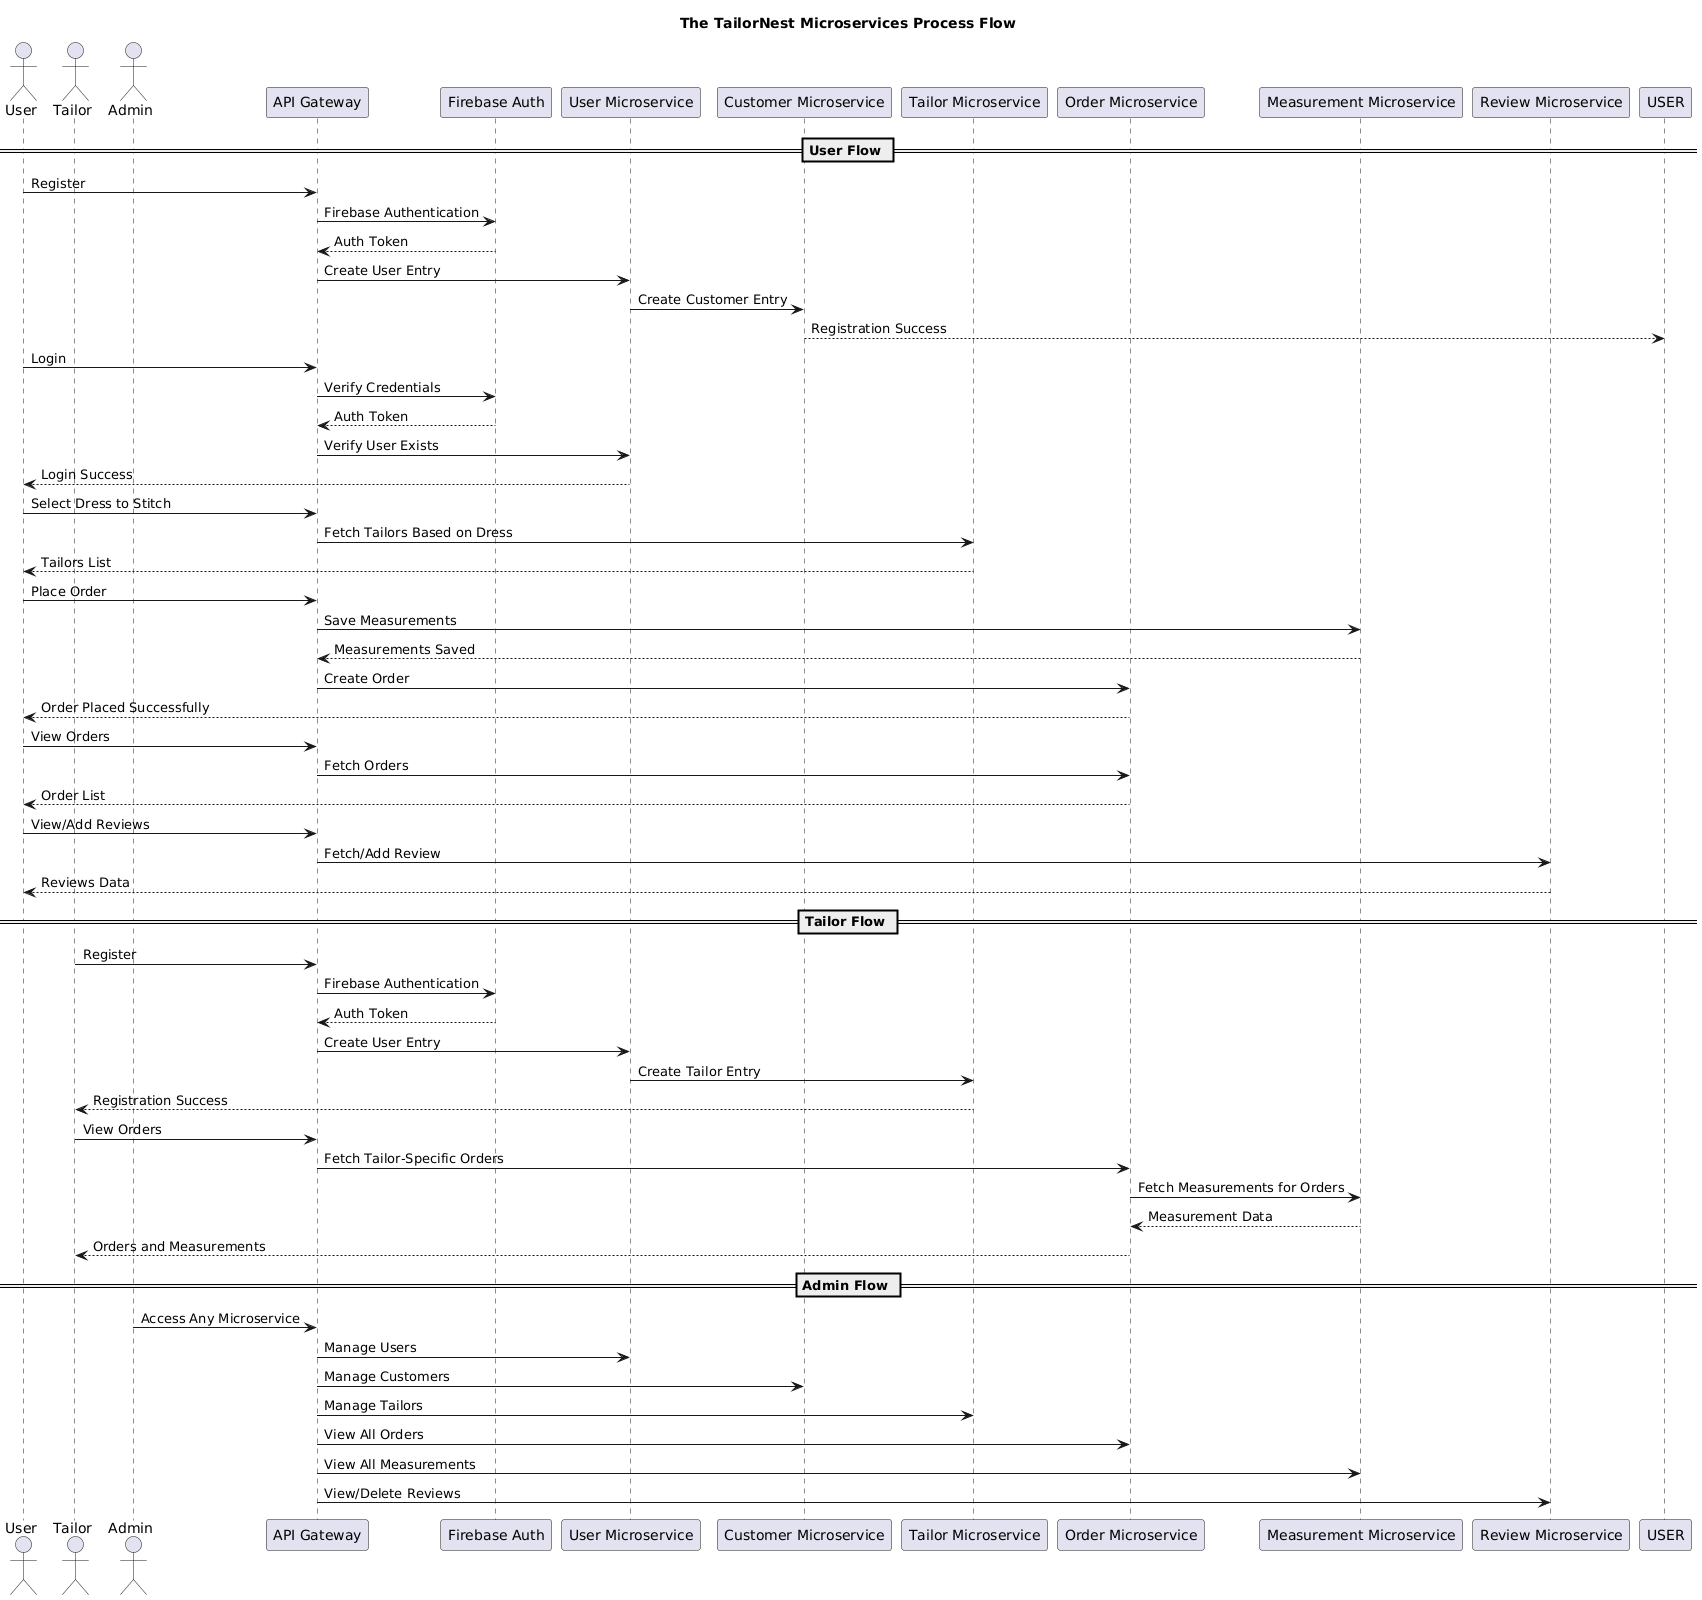 The TailorNest Microservices Process Flow
User
Tailor
Admin
API Gateway
Firebase Auth
User Microservice
Customer Microservice
Tailor Microservice
Order Microservice
Measurement Microservice
Review Microservice
USER
User Flow
Register
Firebase Authentication
Auth Token
Create User Entry
Create Customer Entry
Registration Success
Login
Verify Credentials
Auth Token
Verify User Exists
Login Success
Select Dress to Stitch
Fetch Tailors Based on Dress
Tailors List
Place Order
Save Measurements
Measurements Saved
Create Order
Order Placed Successfully
View Orders
Fetch Orders
Order List
View/Add Reviews
Fetch/Add Review
Reviews Data
Tailor Flow
Register
Firebase Authentication
Auth Token
Create User Entry
Create Tailor Entry
Registration Success
View Orders
Fetch Tailor-Specific Orders
Fetch Measurements for Orders
Measurement Data
Orders and Measurements
Admin Flow
Access Any Microservice
Manage Users
Manage Customers
Manage Tailors
View All Orders
View All Measurements
View/Delete Reviews
User
Tailor
Admin
API Gateway
Firebase Auth
User Microservice
Customer Microservice
Tailor Microservice
Order Microservice
Measurement Microservice
Review Microservice
USER